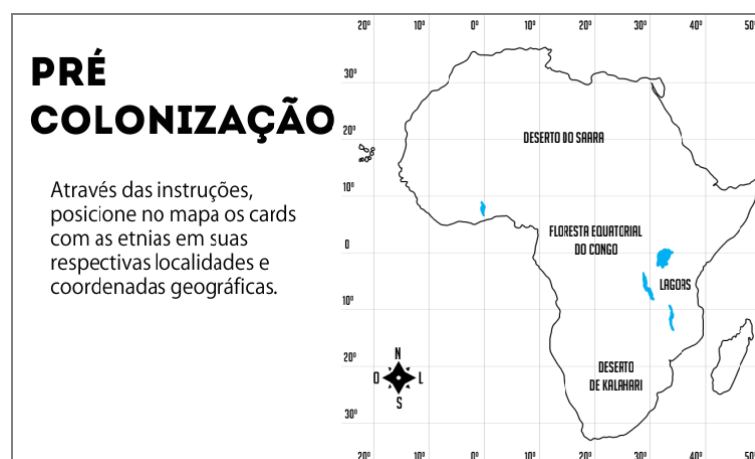 PRÉ
COLONIZAÇÃO
Através das instruções,
posicione no mapa os cards
com as etnias em suas
respectivas localidades e
coordenadas geográficas.
20º 10º 0º 10º 20º 30º 40º 50º
30º
20º
DESERTO DO SAARA
10º
FLORESTA EQUATORIAL
DO CONGO
0
LAGOAS
10º
20º
N
O L
S
DESERTO
DE KALAHARI
30º
20º 10º 0º 10º 20º 30º 40º 50º